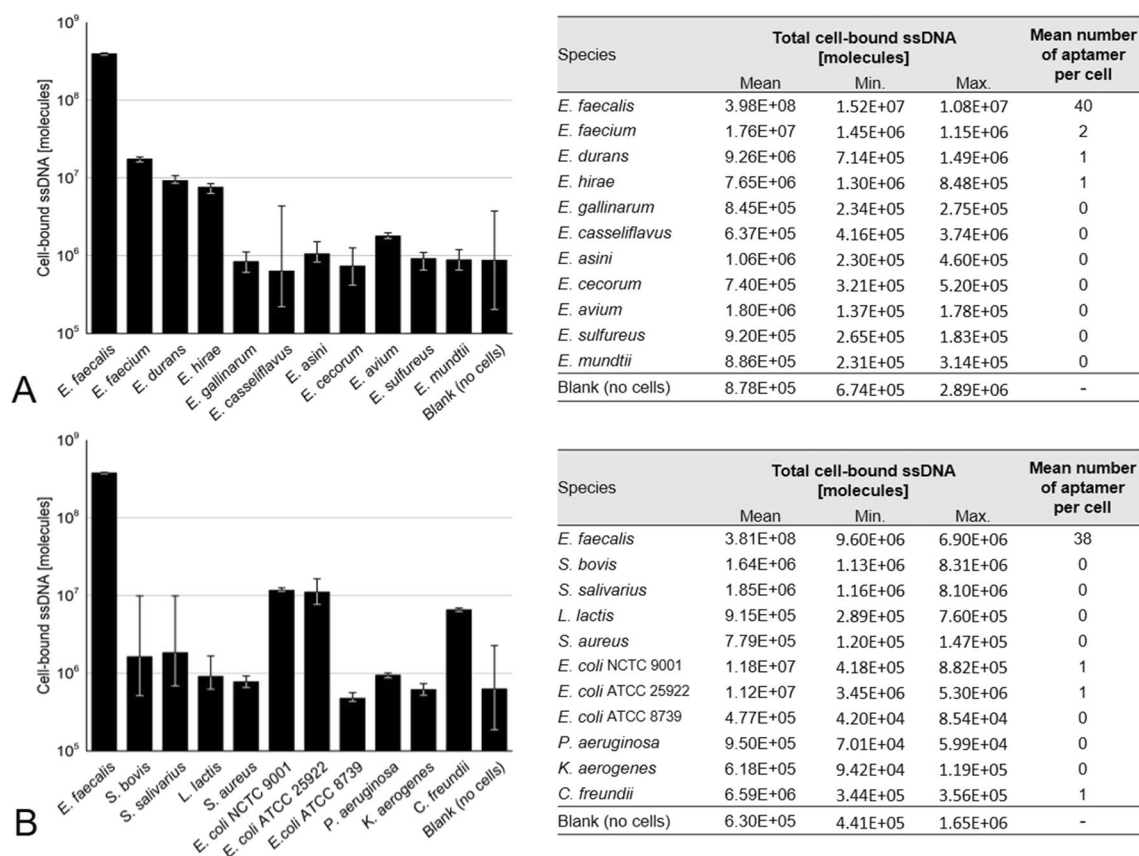 10⁹
10⁸
10⁷
10⁶
10⁵
Cell-bound ssDNA [molecules]
E. faecalis
E. faecium
E. durans
E. hirae
E. gallinarum
E. casseliflavus
E. asini
E. cecorum
E. avium
E. sulfureus
E. mundtii
Blank (no cells)
A
Species Total cell-bound ssDNA Mean number
[molecules] of aptamer
Mean Min. Max. per cell
E. faecalis 3.98E+08 1.52E+07 1.08E+07 40
E. faecium 1.76E+07 1.45E+06 1.15E+06 2
E. durans 9.26E+06 7.14E+05 1.49E+06 1
E. hirae 7.65E+06 1.30E+06 8.48E+05 1
E. gallinarum 8.45E+05 2.34E+05 2.75E+05 0
E. casseliflavus 6.37E+05 4.16E+05 3.74E+06 0
E. asini 1.06E+06 2.30E+05 4.60E+05 0
E. cecorum 7.40E+05 3.21E+05 5.20E+05 0
E. avium 1.80E+06 1.37E+05 1.78E+05 0
E. sulfureus 9.20E+05 2.65E+05 1.83E+05 0
E. mundtii 8.86E+05 2.31E+05 3.14E+05 0
Blank (no cells) 8.78E+05 6.74E+05 2.89E+06 -
10⁹
10⁸
10⁷
10⁶
10⁵
Cell-bound ssDNA [molecules]
E. faecalis
S. bovis
S. salivarius
L. lactis
S. aureus
E. coli NCTC 9001
E. coli ATCC 25922
E.coli ATCC 8739
P. aeruginosa
K. aerogenes
C. freundii
Blank (no cells)
B
Species Total cell-bound ssDNA Mean number
[molecules] of aptamer
Mean Min. Max. per cell
E. faecalis 3.81E+08 9.60E+06 6.90E+06 38
S. bovis 1.64E+06 1.13E+06 8.31E+06 0
S. salivarius 1.85E+06 1.16E+06 8.10E+06 0
L. lactis 9.15E+05 2.89E+05 7.60E+05 0
S. aureus 7.79E+05 1.20E+05 1.47E+05 0
E. coli NCTC 9001 1.18E+07 4.18E+05 8.82E+05 1
E. coli ATCC 25922 1.12E+07 3.45E+06 5.30E+06 1
E. coli ATCC 8739 4.77E+05 4.20E+04 8.54E+04 0
P. aeruginosa 9.50E+05 7.01E+04 5.99E+04 0
K. aerogenes 6.18E+05 9.42E+04 1.19E+05 0
C. freundii 6.59E+06 3.44E+05 3.56E+05 1
Blank (no cells) 6.30E+05 4.41E+05 1.65E+06 -